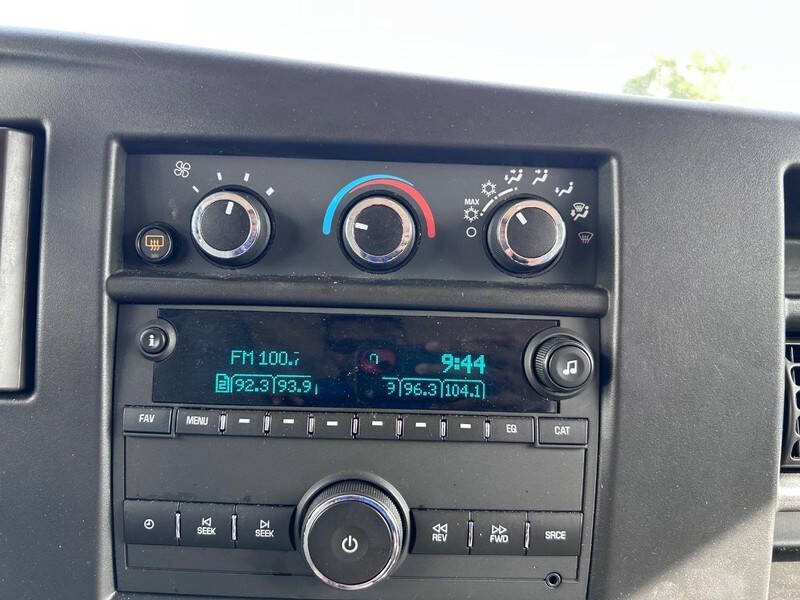 MAX
FM 100.7
9:44
2 92.3 93.9
9 96.3 104.1
i
FAV MENU EQ CAT
SEEK SEEK REV FWD SRCE